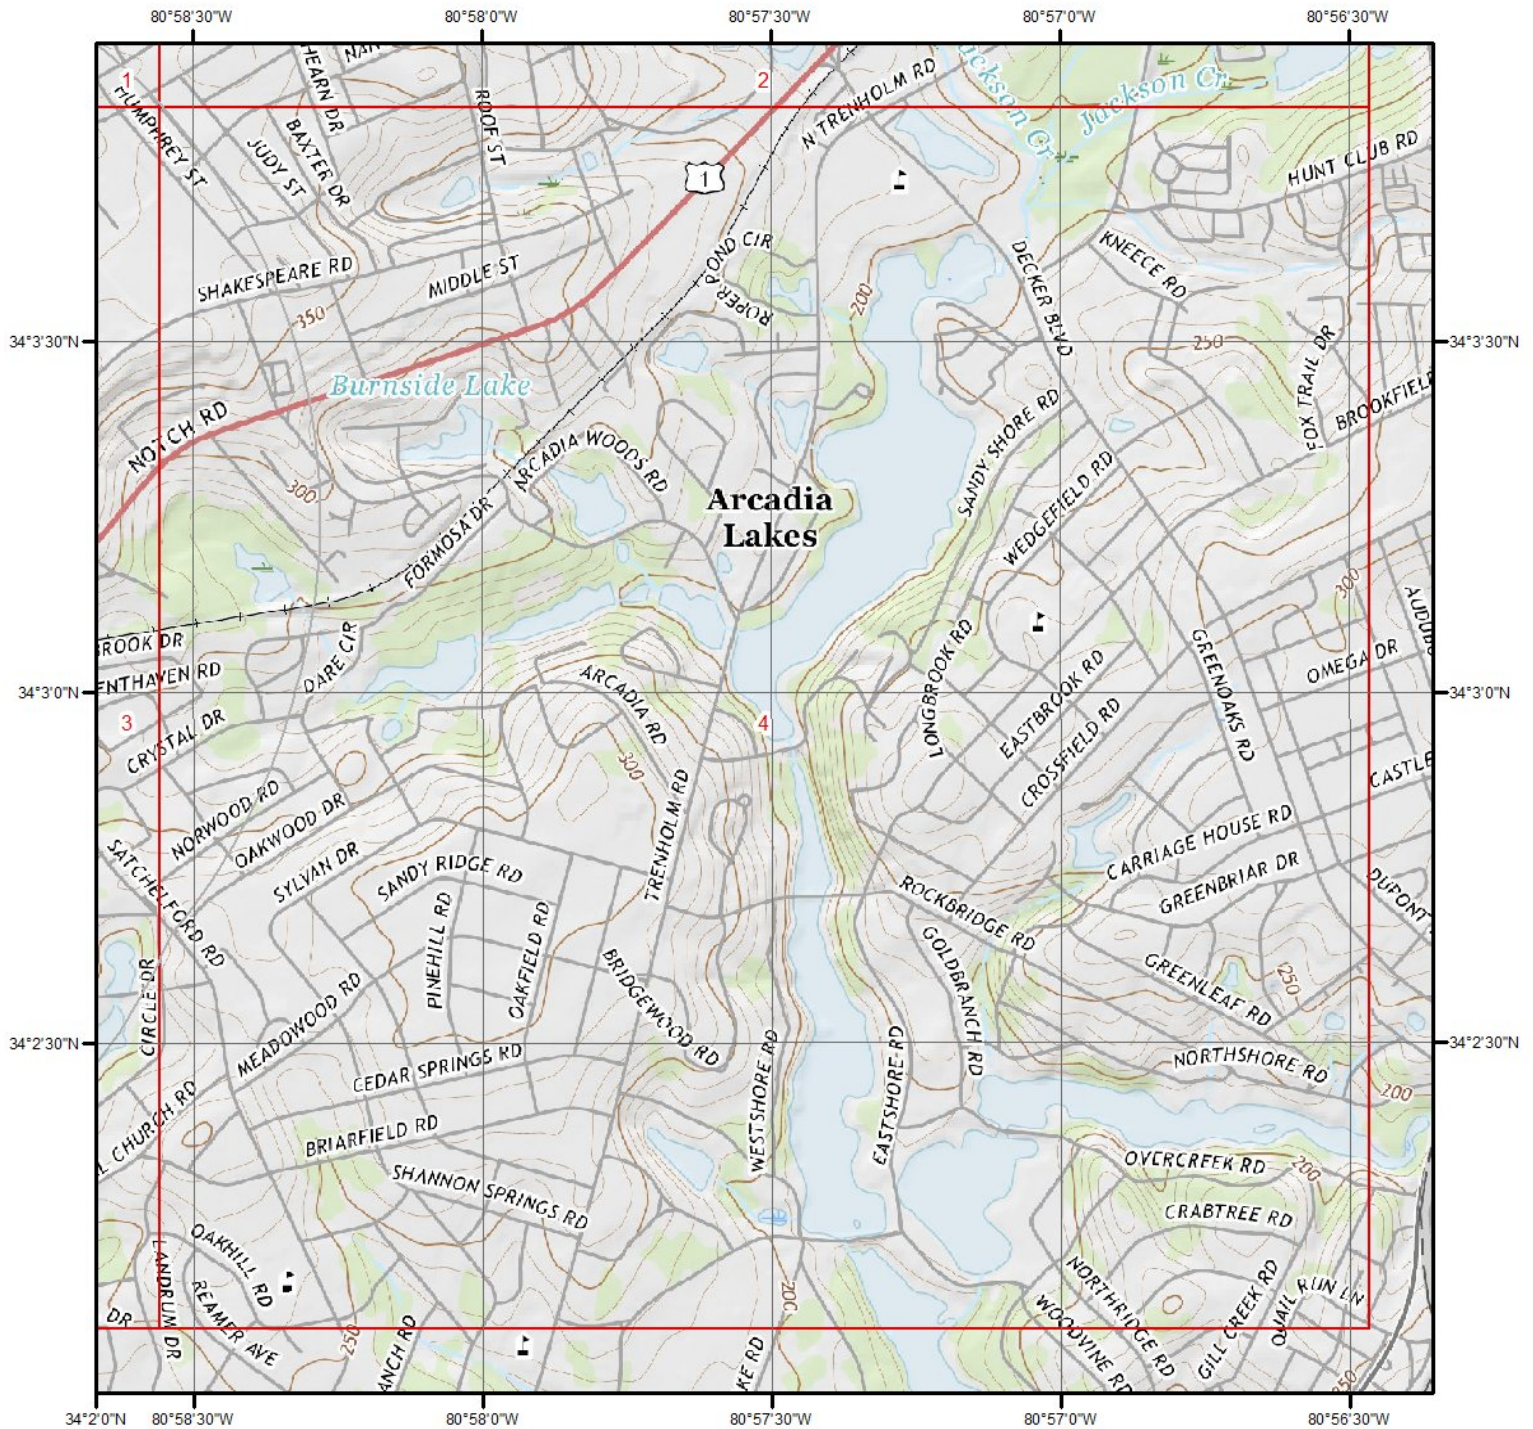 80°58'30"W 80°58'0"W 80°57'30"W 80°57'0"W 80°56'30"W
1
2
HEARN DR
NAN
N TRENHOLM RD
Jackson Cr
ackson Cr
HUMPHREY ST
JUDY ST
BAXTER DR
ROOF ST
1
HUNT CLUB RD
SHAKESPEARE RD
MIDDLE ST
OND CIR
ROPER
200
DECKER BLVD
KNEECE RD
350
34°3'30"N
34°3'30"N
250
FOX TRAIL DR
BROOKFIEL
Burnside Lake
NOTCH RD
ARCADIA WOODS RD
SANDY SHORE RD
WEDGEFIELD RD
300
FORMOSA DR
Arcadia
Lakes
300
AUDUBO
BROOK DR
ENTHAVEN RD
DARE CIR
ARCADIA RD
LONGBROOK RD
EASTBROOK RD
GREENOAKS RD
OMEGA DR
34°3'0"N
34°3'0"N
3
4
CRYSTAL DR
300
CROSSFIELD RD
CASTLE
NORWOOD RD
OAKWOOD DR
SYLVAN DR
TRENHOLM RD
CARRIAGE HOUSE RD
GREENBRIAR DR
SATCHELFORD RD
SANDY RIDGE RD
ROCKBRIDGE RD
DUPONT
PINEHILL RD
OAKFIELD RD
BRIDGEWOOD RD
GOLDBRANCH RD
GREENLEAF RD
250
CIRCLE DR
MEADOWOOD RD
34°2'30"N
34°2'30"N
CEDAR SPRINGS RD
WESTSHORE RD
EASTSHORE RD
NORTHSHORE RD
200
L CHURCH RD
BRIARFIELD RD
OVERCREEK RD
200
SHANNON SPRINGS RD
CRABTREE RD
OAKHILL RD
LANDRUM DR
REAMER AVE
DR
250
ANCH RD
200
KE RD
NORTHRIDGE RD
WOODVINE RD
GILL CREEK RD
QUAIL RUN LN
250
34°2'0"N 80°58'30"W 80°58'0"W 80°57'30"W 80°57'0"W 80°56'30"W